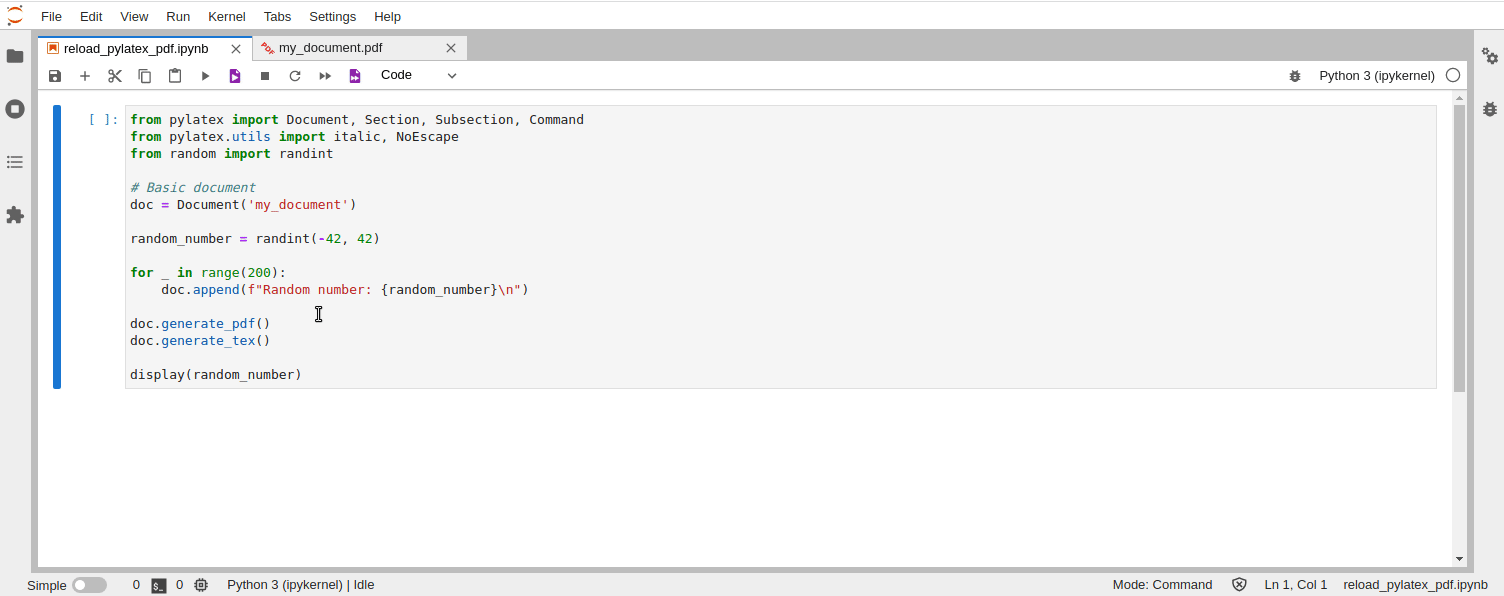 File Edit View Run Kernel Tabs Settings Help
reload_pylatex_pdf.ipynb my_document.pdf
Code Python 3 (ipykernel)
[ ]: from pylatex import Document, Section, Subsection, Command
from pylatex.utils import italic, NoEscape
from random import randint
# Basic document
doc = Document('my_document')
random_number = randint(-42, 42)
for _ in range(200):
    doc.append(f"Random number: {random_number}\n")
doc.generate_pdf()
doc.generate_tex()
display(random_number)
Simple 0 $_ 0 Python 3 (ipykernel) | Idle Mode: Command Ln 1, Col 1 reload_pylatex_pdf.ipynb